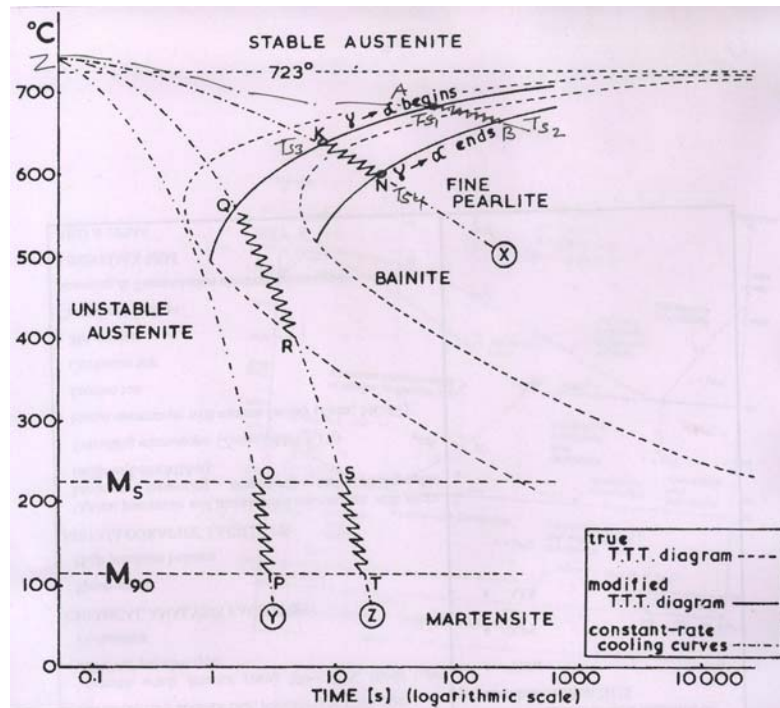 °C
STABLE AUSTENITE
Z
723°
700
A
γ → α begins
B
TS1
TS2
K
TS3
600
N
γ → α ends
TS4
FINE
PEARLITE
Q
500
X
BAINITE
UNSTABLE
AUSTENITE
400
R
300
MS
O
S
200
M90
100
P
T
Y
Z
MARTENSITE
0
0.1
1
10
1000
1000
100000
TIME [s] (logarithmic scale)
true
T.T.T. diagram
modified
T.T.T. diagram
constant-rate
cooling curves